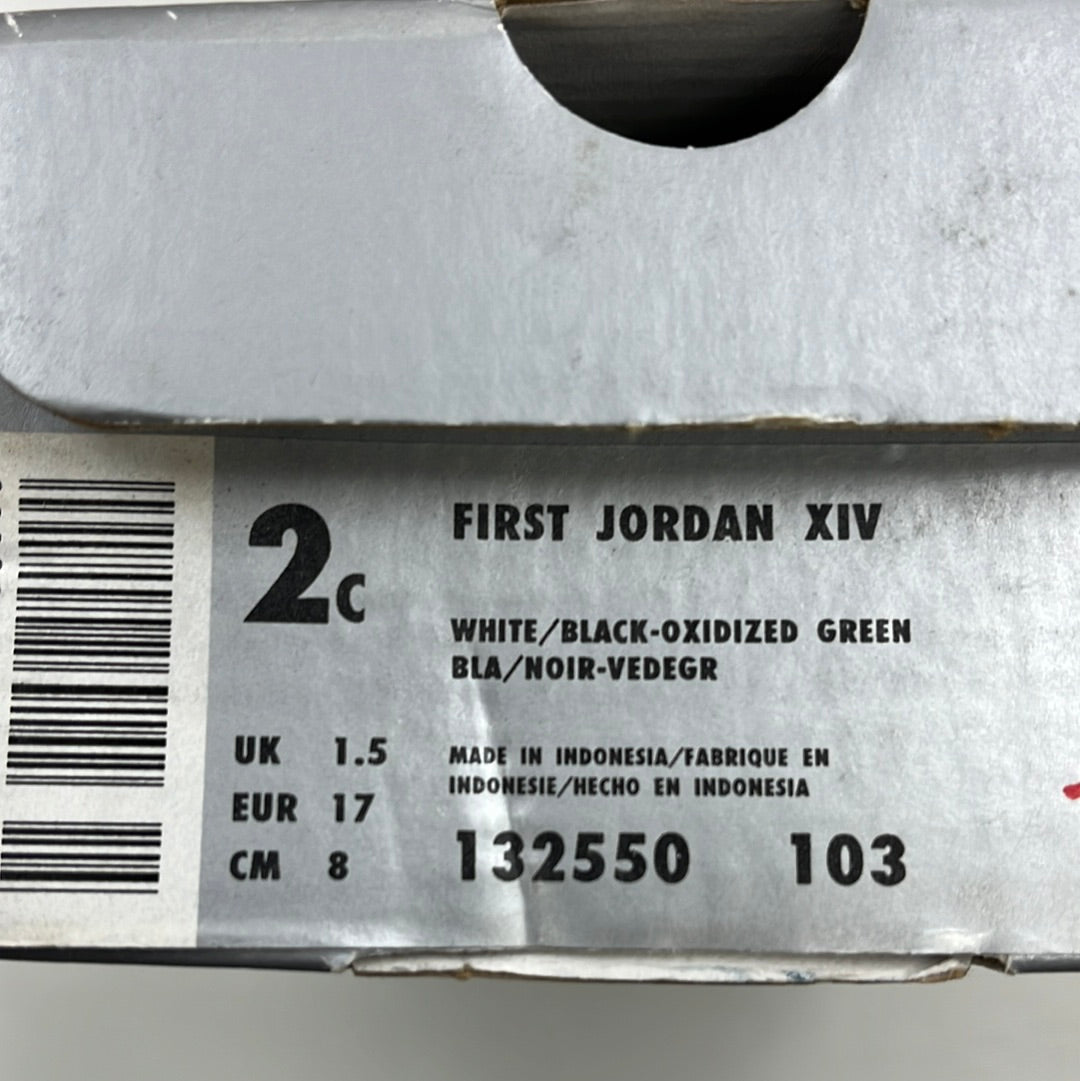 2C
FIRST JORDAN XIV
WHITE/BLACK-OXIDIZED GREEN
BLA/NOIR-VEDEGR
UK 1.5
EUR 17
CM 8
MADE IN INDONESIA/FABRIQUE EN
INDONESIE/HECHO EN INDONESIA
132550 103